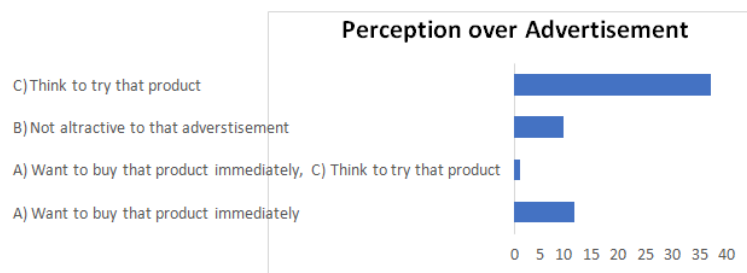 Perception over Advertisement
C) Think to try that product
B) Not altractive to that adverstisement
A) Want to buy that product immediately, C) Think to try that product
A) Want to buy that product immediately
0 5 10 15 20 25 30 35 40